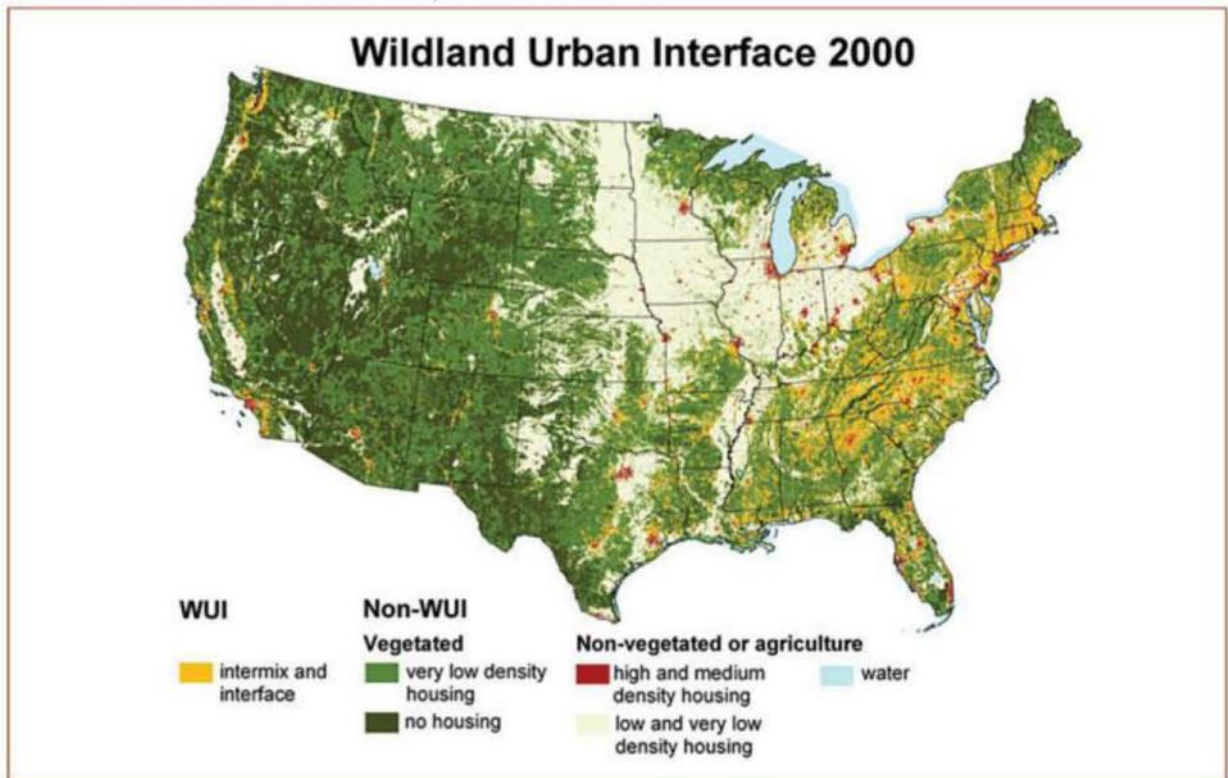 Wildland Urban Interface 2000
WUI
intermix and
interface
Non-WUI
Vegetated
very low density
housing
no housing
Non-vegetated or agriculture
high and medium
density housing
low and very low
density housing
water